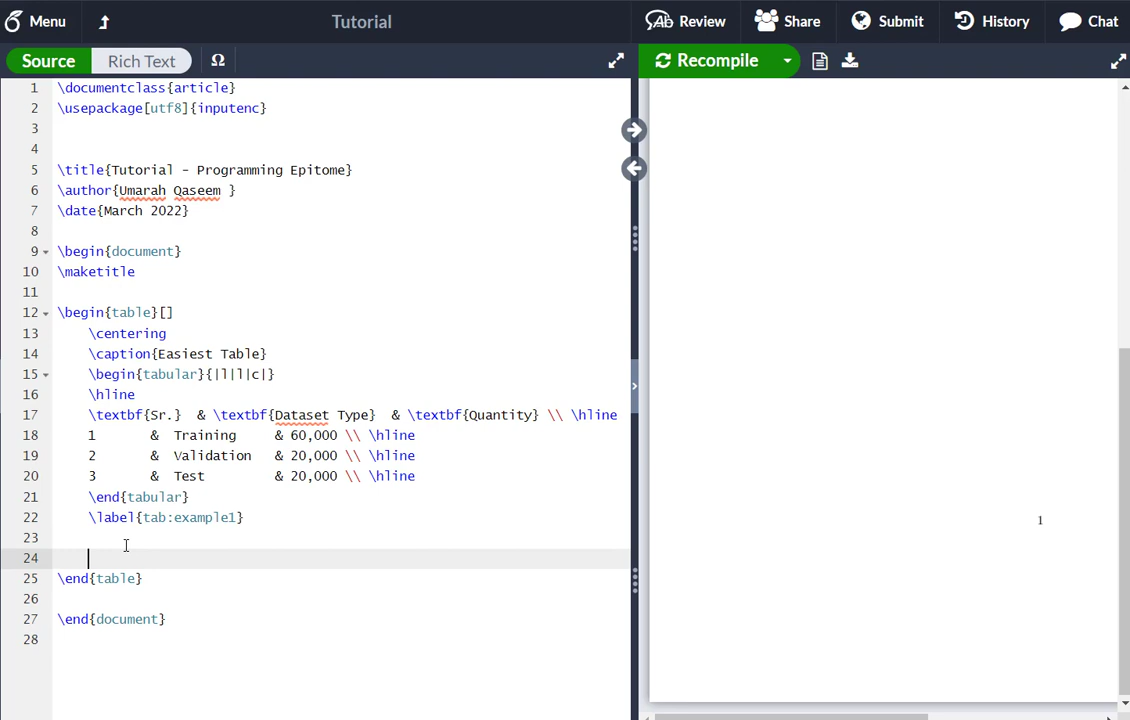 Menu
Tutorial
Review
Share
Submit
History
Chat
Source
Rich Text
Ω
Recompile
1 \documentclass{article}
2 \usepackage[utf8]{inputenc}
3
4
5 \title{Tutorial - Programming Epitome}
6 \author{Umarah Qaseem }
7 \date{March 2022}
8
9 \begin{document}
10 \maketitle
11
12 \begin{table}[]
13 \centering
14 \caption{Easiest Table}
15 \begin{tabular}{|l|l|c|}
16 \hline
17 \textbf{Sr.} & \textbf{Dataset Type} & \textbf{Quantity} \\ \hline
18 1 & Training & 60,000 \\ \hline
19 2 & Validation & 20,000 \\ \hline
20 3 & Test & 20,000 \\ \hline
21 \end{tabular}
22 \label{tab:example1}
23
24
25 \end{table}
26
27 \end{document}
28
1